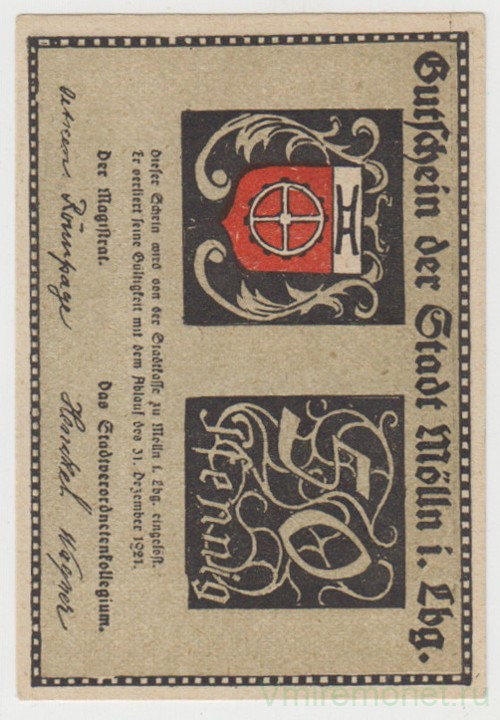 Gutschein der Stadt Mölln i. Lbg.
50
Pfennig
Dieser Schein wird von der Stadtkasse zu Mölln i. Lbg. eingelöst.
Er verliert seine Gültigkeit mit dem Ablauf des 31. Dezember 1921.
Der Magistrat.
Das Stadtverordnetenkollegium.
Wagner
vmiremonet.ru